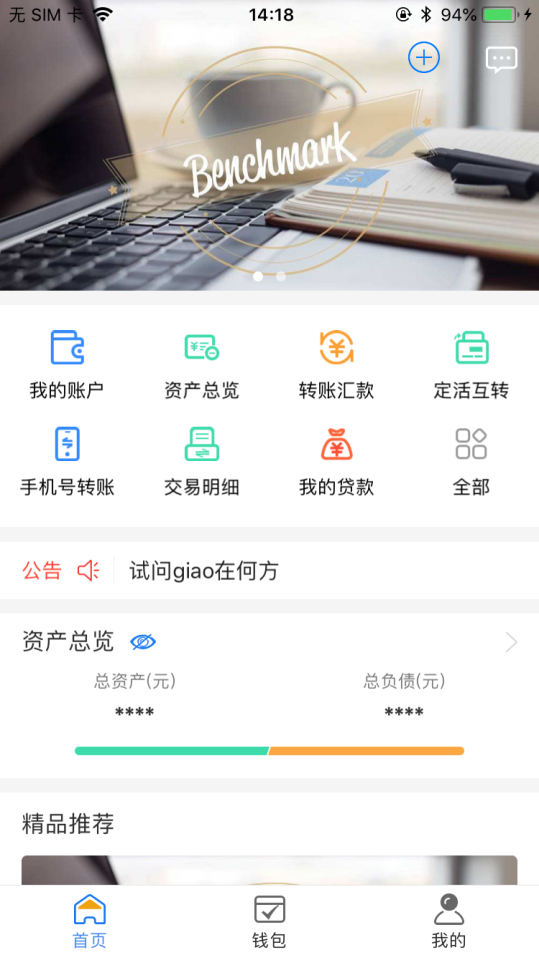 无 SIM 卡 14:18 94%
Benchmark
我的账户 资产总览 转账汇款 定活互转
手机号转账 交易明细 我的贷款 全部
公告 试问giao在何方
资产总览
总资产(元) 总负债(元)
**** ****
精品推荐
首页 钱包 我的